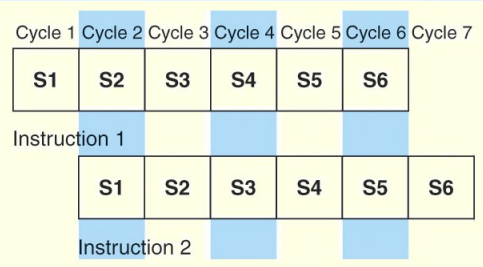 Cycle 1 Cycle 2 Cycle 3 Cycle 4 Cycle 5 Cycle 6 Cycle 7
S1 S2 S3 S4 S5 S6
Instruction 1
S1 S2 S3 S4 S5 S6
Instruction 2